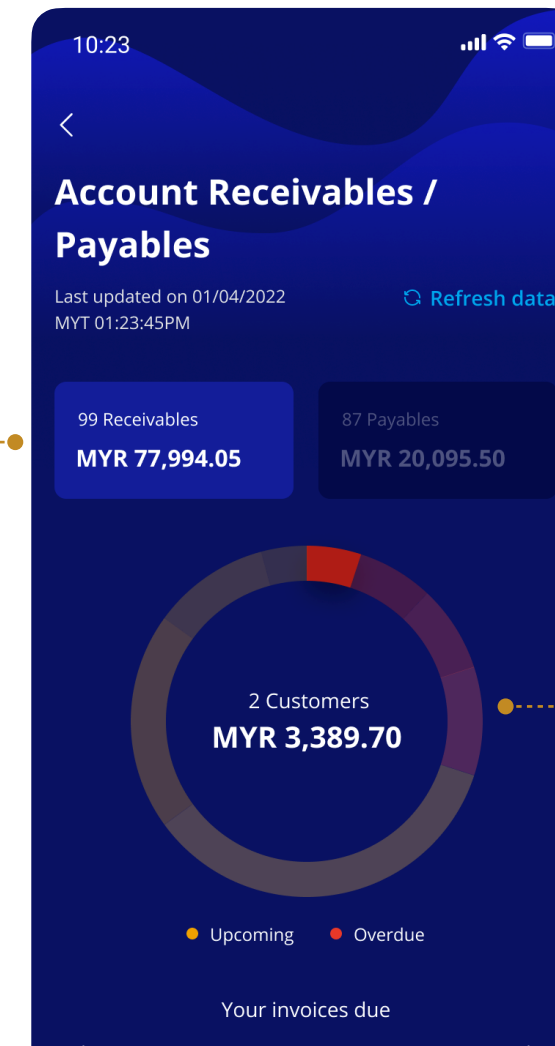 10:23
Account Receivables /
Payables
Last updated on 01/04/2022
MYT 01:23:45PM
Refresh data
99 Receivables
MYR 77,994.05
87 Payables
MYR 20,095.50
2 Customers
MYR 3,389.70
Upcoming
Overdue
Your invoices due